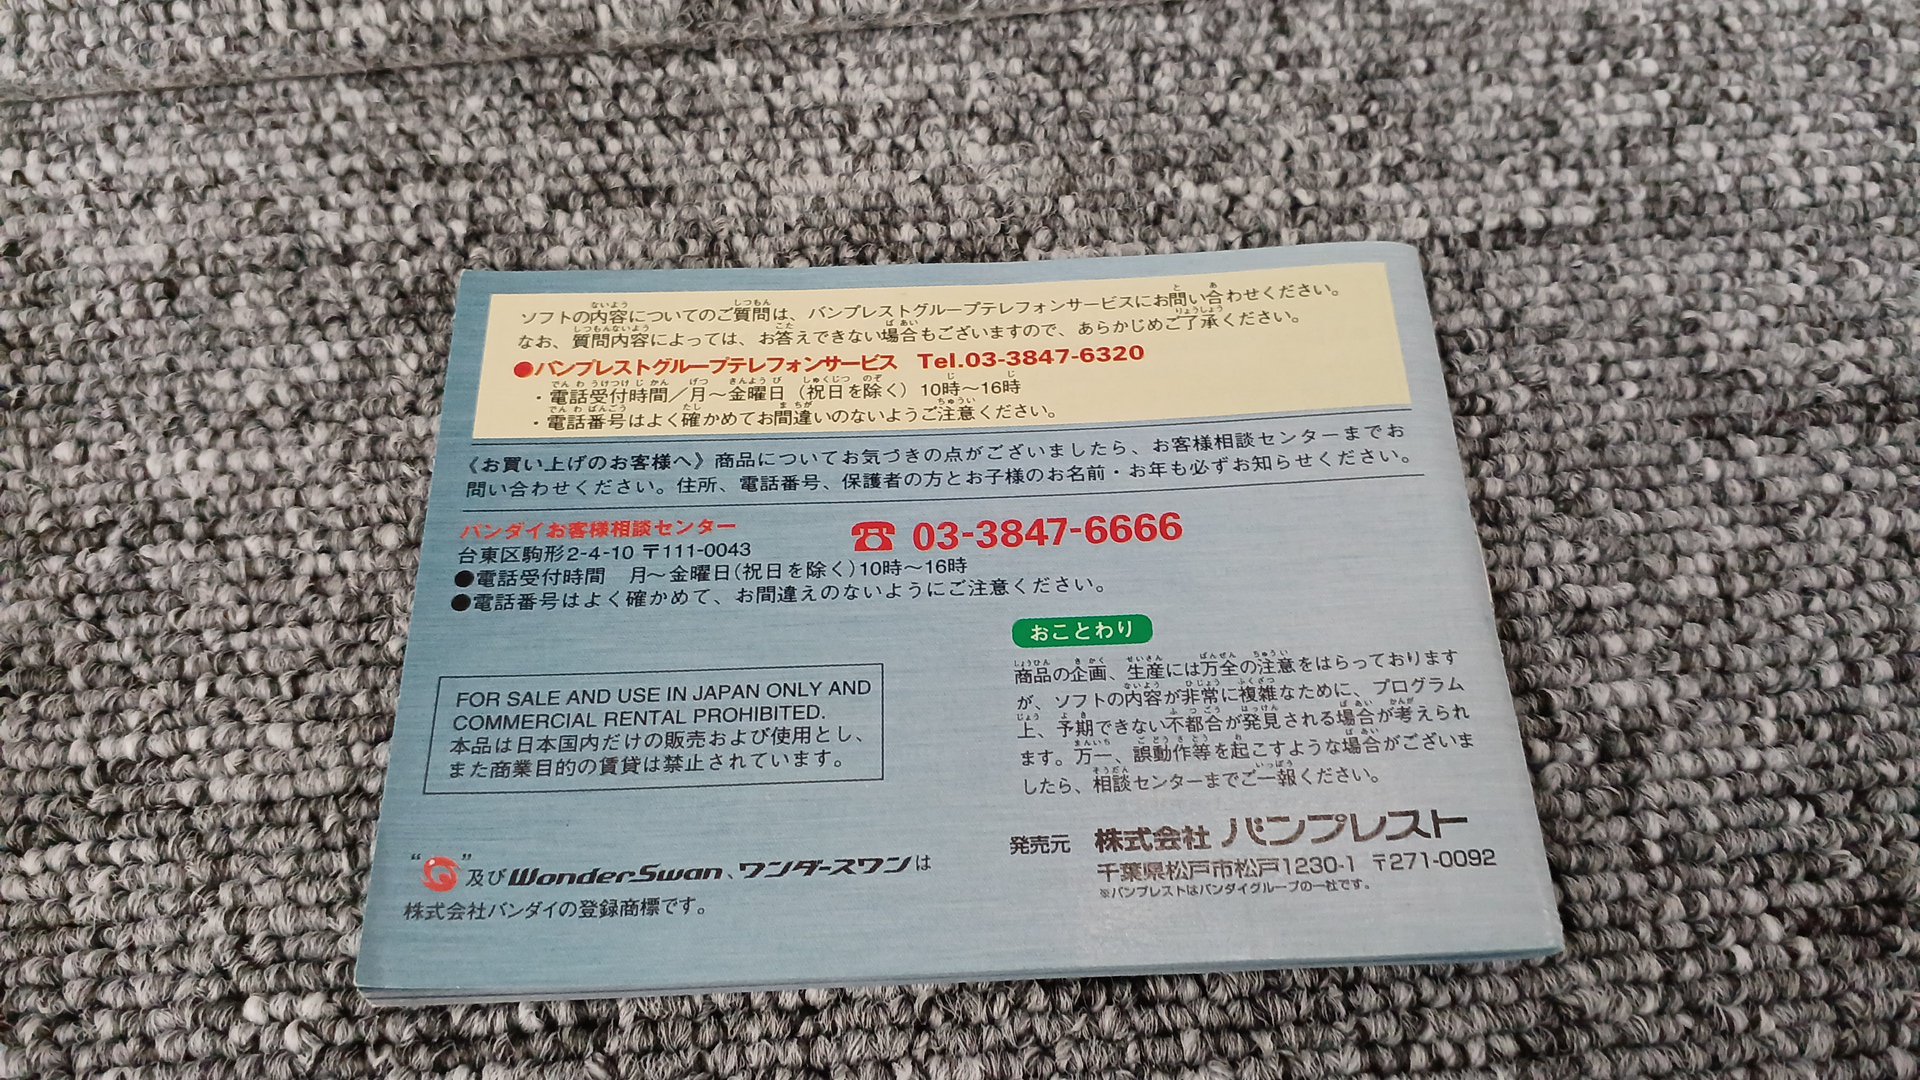 ソフトの内容についてのご質問は、バンプレストグループテレフォンサービスにお問い合わせください。
なお、質問内容によっては、お答えできない場合もございますので、あらかじめご了承ください。
●バンプレストグループテレフォンサービス Tel.03-3847-6320
・電話受付時間／月～金曜日（祝日を除く）10時～16時
・電話番号はよく確かめてお間違いのないようご注意ください。
《お買い上げのお客様へ》商品についてお気づきの点がございましたら、お客様相談センターまでお
問い合わせください。住所、電話番号、保護者の方とお子様のお名前・お年も必ずお知らせください。
バンダイお客様相談センター
台東区駒形2-4-10 〒111-0043
☎ 03-3847-6666
●電話受付時間 月～金曜日(祝日を除く)10時～16時
●電話番号はよく確かめて、お間違えのないようにご注意ください。
FOR SALE AND USE IN JAPAN ONLY AND
COMMERCIAL RENTAL PROHIBITED.
本品は日本国内だけの販売および使用とし、
また商業目的の賃貸は禁止されています。
おことわり
商品の企画、生産には万全の注意をはらっております
が、ソフトの内容が非常に複雑なために、プログラム
上、予期できない不都合が発見される場合が考えられ
ます。万一、誤動作等を起こすような場合がございま
したら、相談センターまでご一報ください。
発売元 株式会社 バンプレスト
千葉県松戸市松戸1230-1 〒271-0092
※バンプレストはバンダイグループの一社です。
“ ”及びWonderSwan、ワンダースワンは
株式会社バンダイの登録商標です。